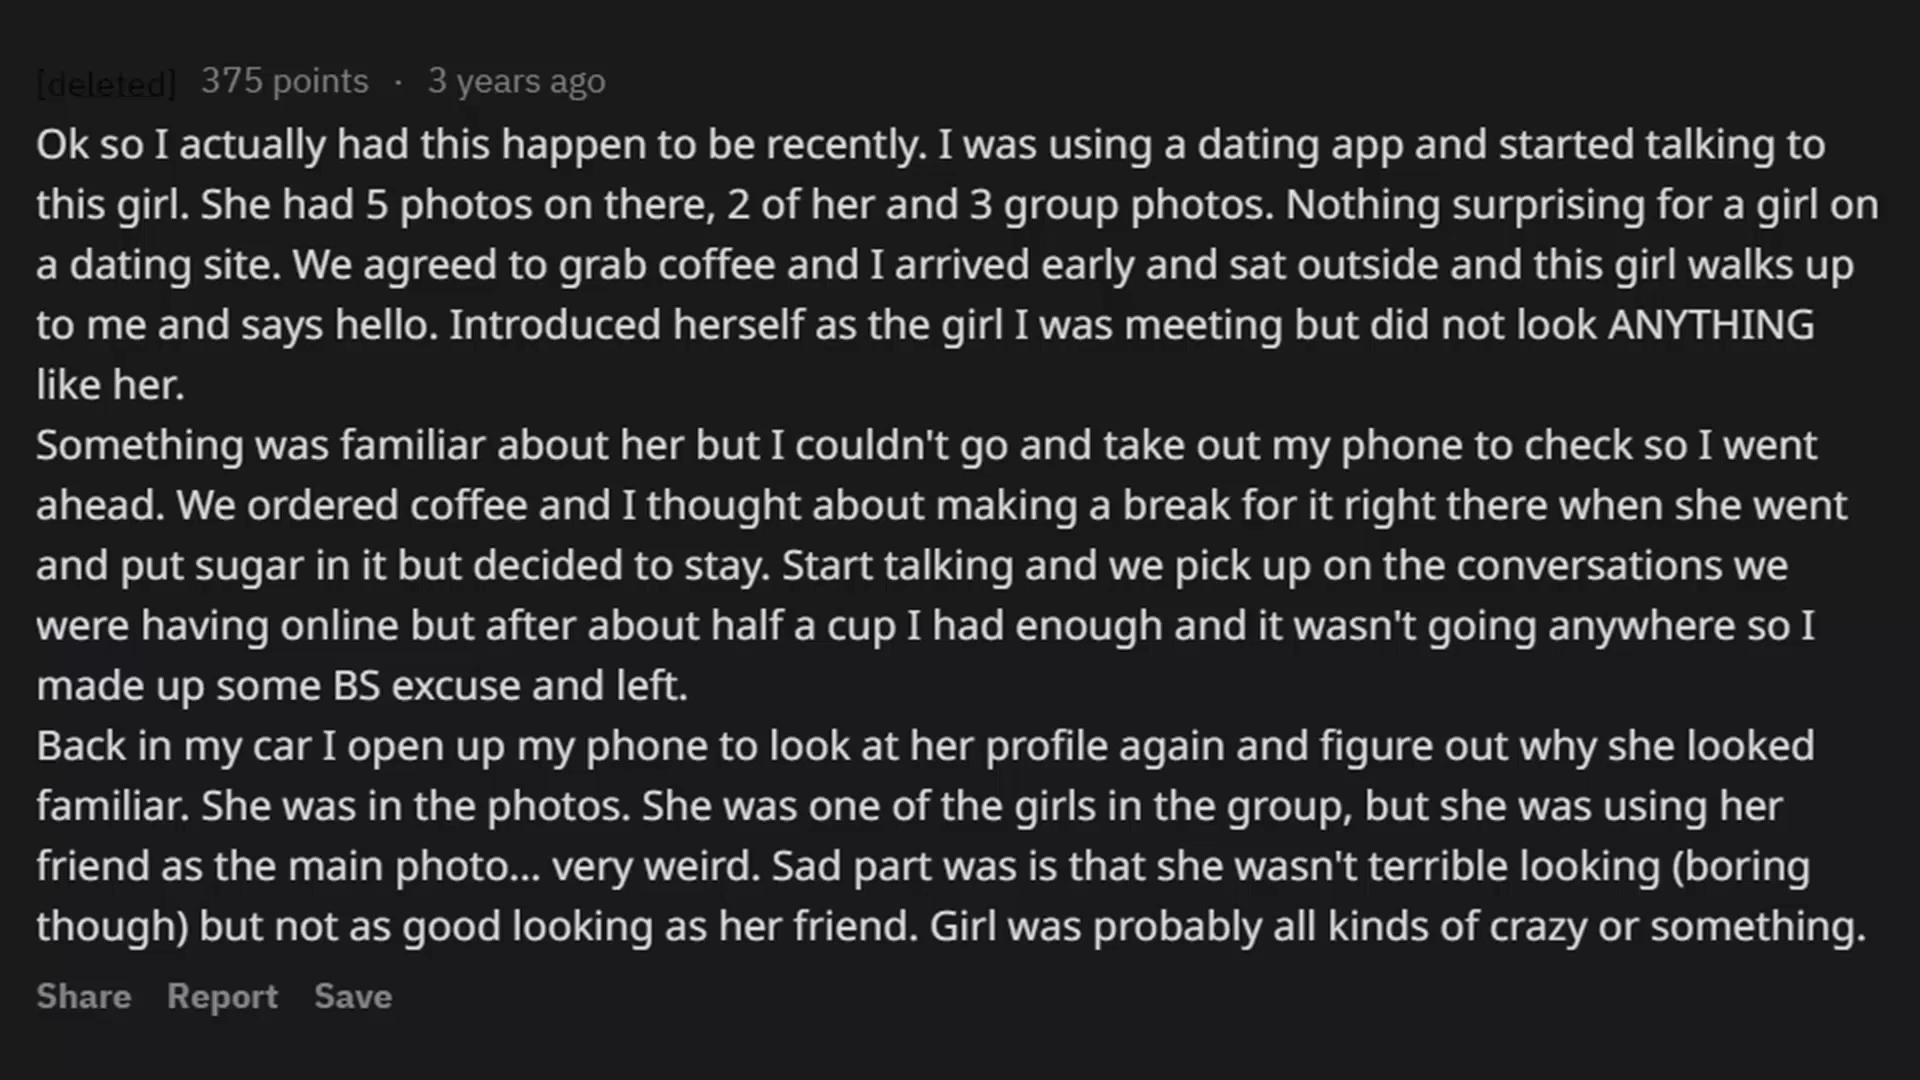 [deleted] 375 points · 3 years ago
Ok so I actually had this happen to be recently. I was using a dating app and started talking to
this girl. She had 5 photos on there, 2 of her and 3 group photos. Nothing surprising for a girl on
a dating site. We agreed to grab coffee and I arrived early and sat outside and this girl walks up
to me and says hello. Introduced herself as the girl I was meeting but did not look ANYTHING
like her.
Something was familiar about her but I couldn't go and take out my phone to check so I went
ahead. We ordered coffee and I thought about making a break for it right there when she went
and put sugar in it but decided to stay. Start talking and we pick up on the conversations we
were having online but after about half a cup I had enough and it wasn't going anywhere so I
made up some BS excuse and left.
Back in my car I open up my phone to look at her profile again and figure out why she looked
familiar. She was in the photos. She was one of the girls in the group, but she was using her
friend as the main photo... very weird. Sad part was is that she wasn't terrible looking (boring
though) but not as good looking as her friend. Girl was probably all kinds of crazy or something.
Share Report Save